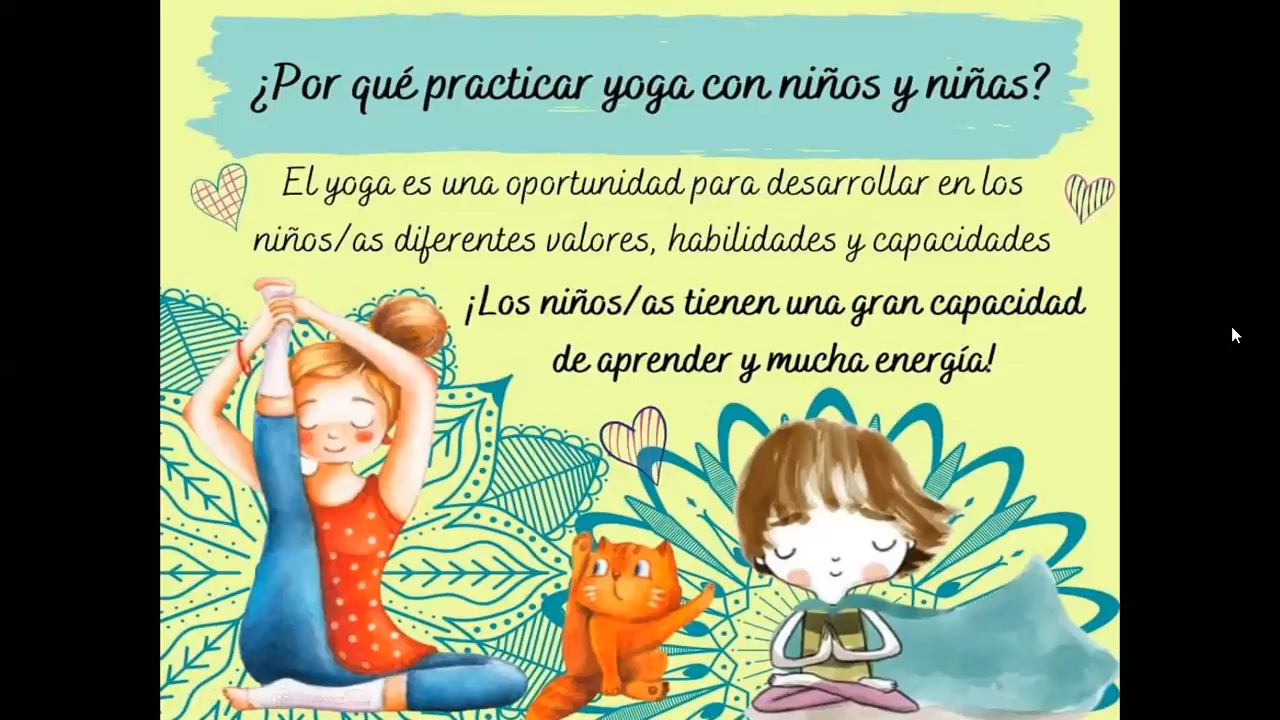 ¿Por qué practicar yoga con niños y niñas?
El yoga es una oportunidad para desarrollar en los
niños/as diferentes valores, habilidades y capacidades
¡Los niños/as tienen una gran capacidad
de aprender y mucha energía!